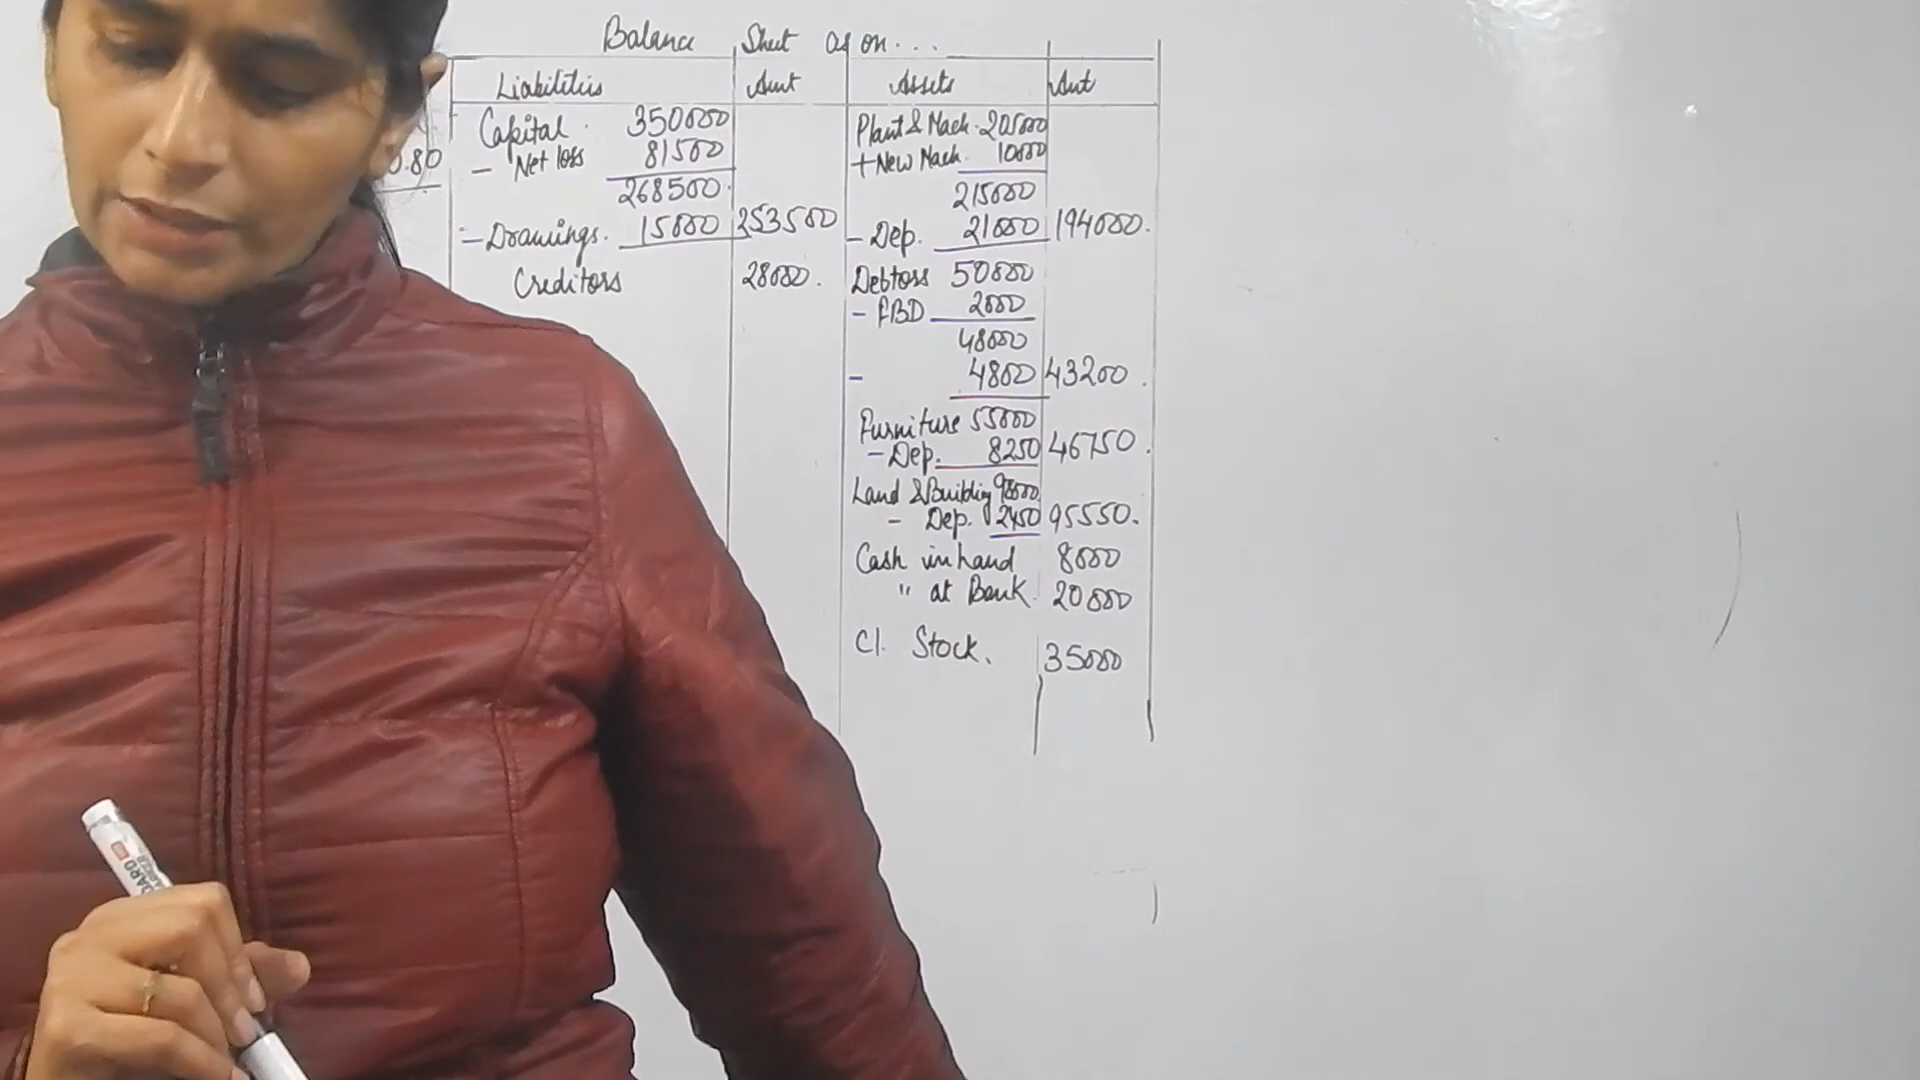 Balance Sheet as on....
Liabilities Amt Assets Amt
Capital. 350000
- Net loss 81500
268500.
- Drawings. 15000 253500
Creditors 28000.
Plant & Mach. 205000
+ New Mach. 10000
215000
- Dep. 21000 194000.
Debtors 50000
- PBD 2000
48000
- 4800 43200.
Furniture 55000
- Dep. 8250 46750.
Land & Building 98000
- Dep. 2450 95550.
Cash in hand 8000
" at Bank. 20000
Cl. Stock. 35000
0.80